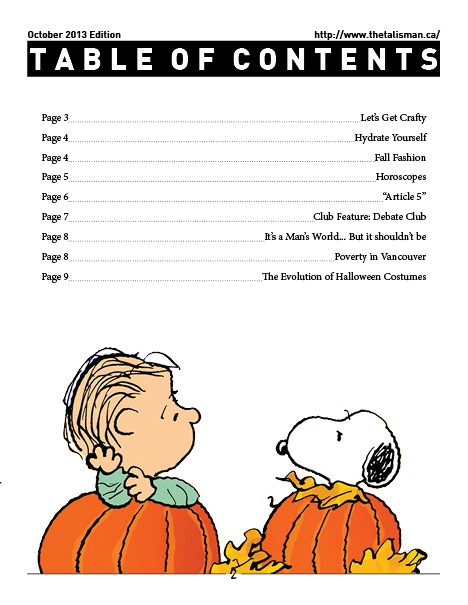 October 2013 Edition http://www.thetalisman.ca/
TABLE OF CONTENTS
Page 3 Let's Get Crafty
Page 4 Hydrate Yourself
Page 4 Fall Fashion
Page 5 Horoscopes
Page 6 “Article 5”
Page 7 Club Feature: Debate Club
Page 8 It's a Man's World... But it shouldn't be
Page 8 Poverty in Vancouver
Page 9 The Evolution of Halloween Costumes
2